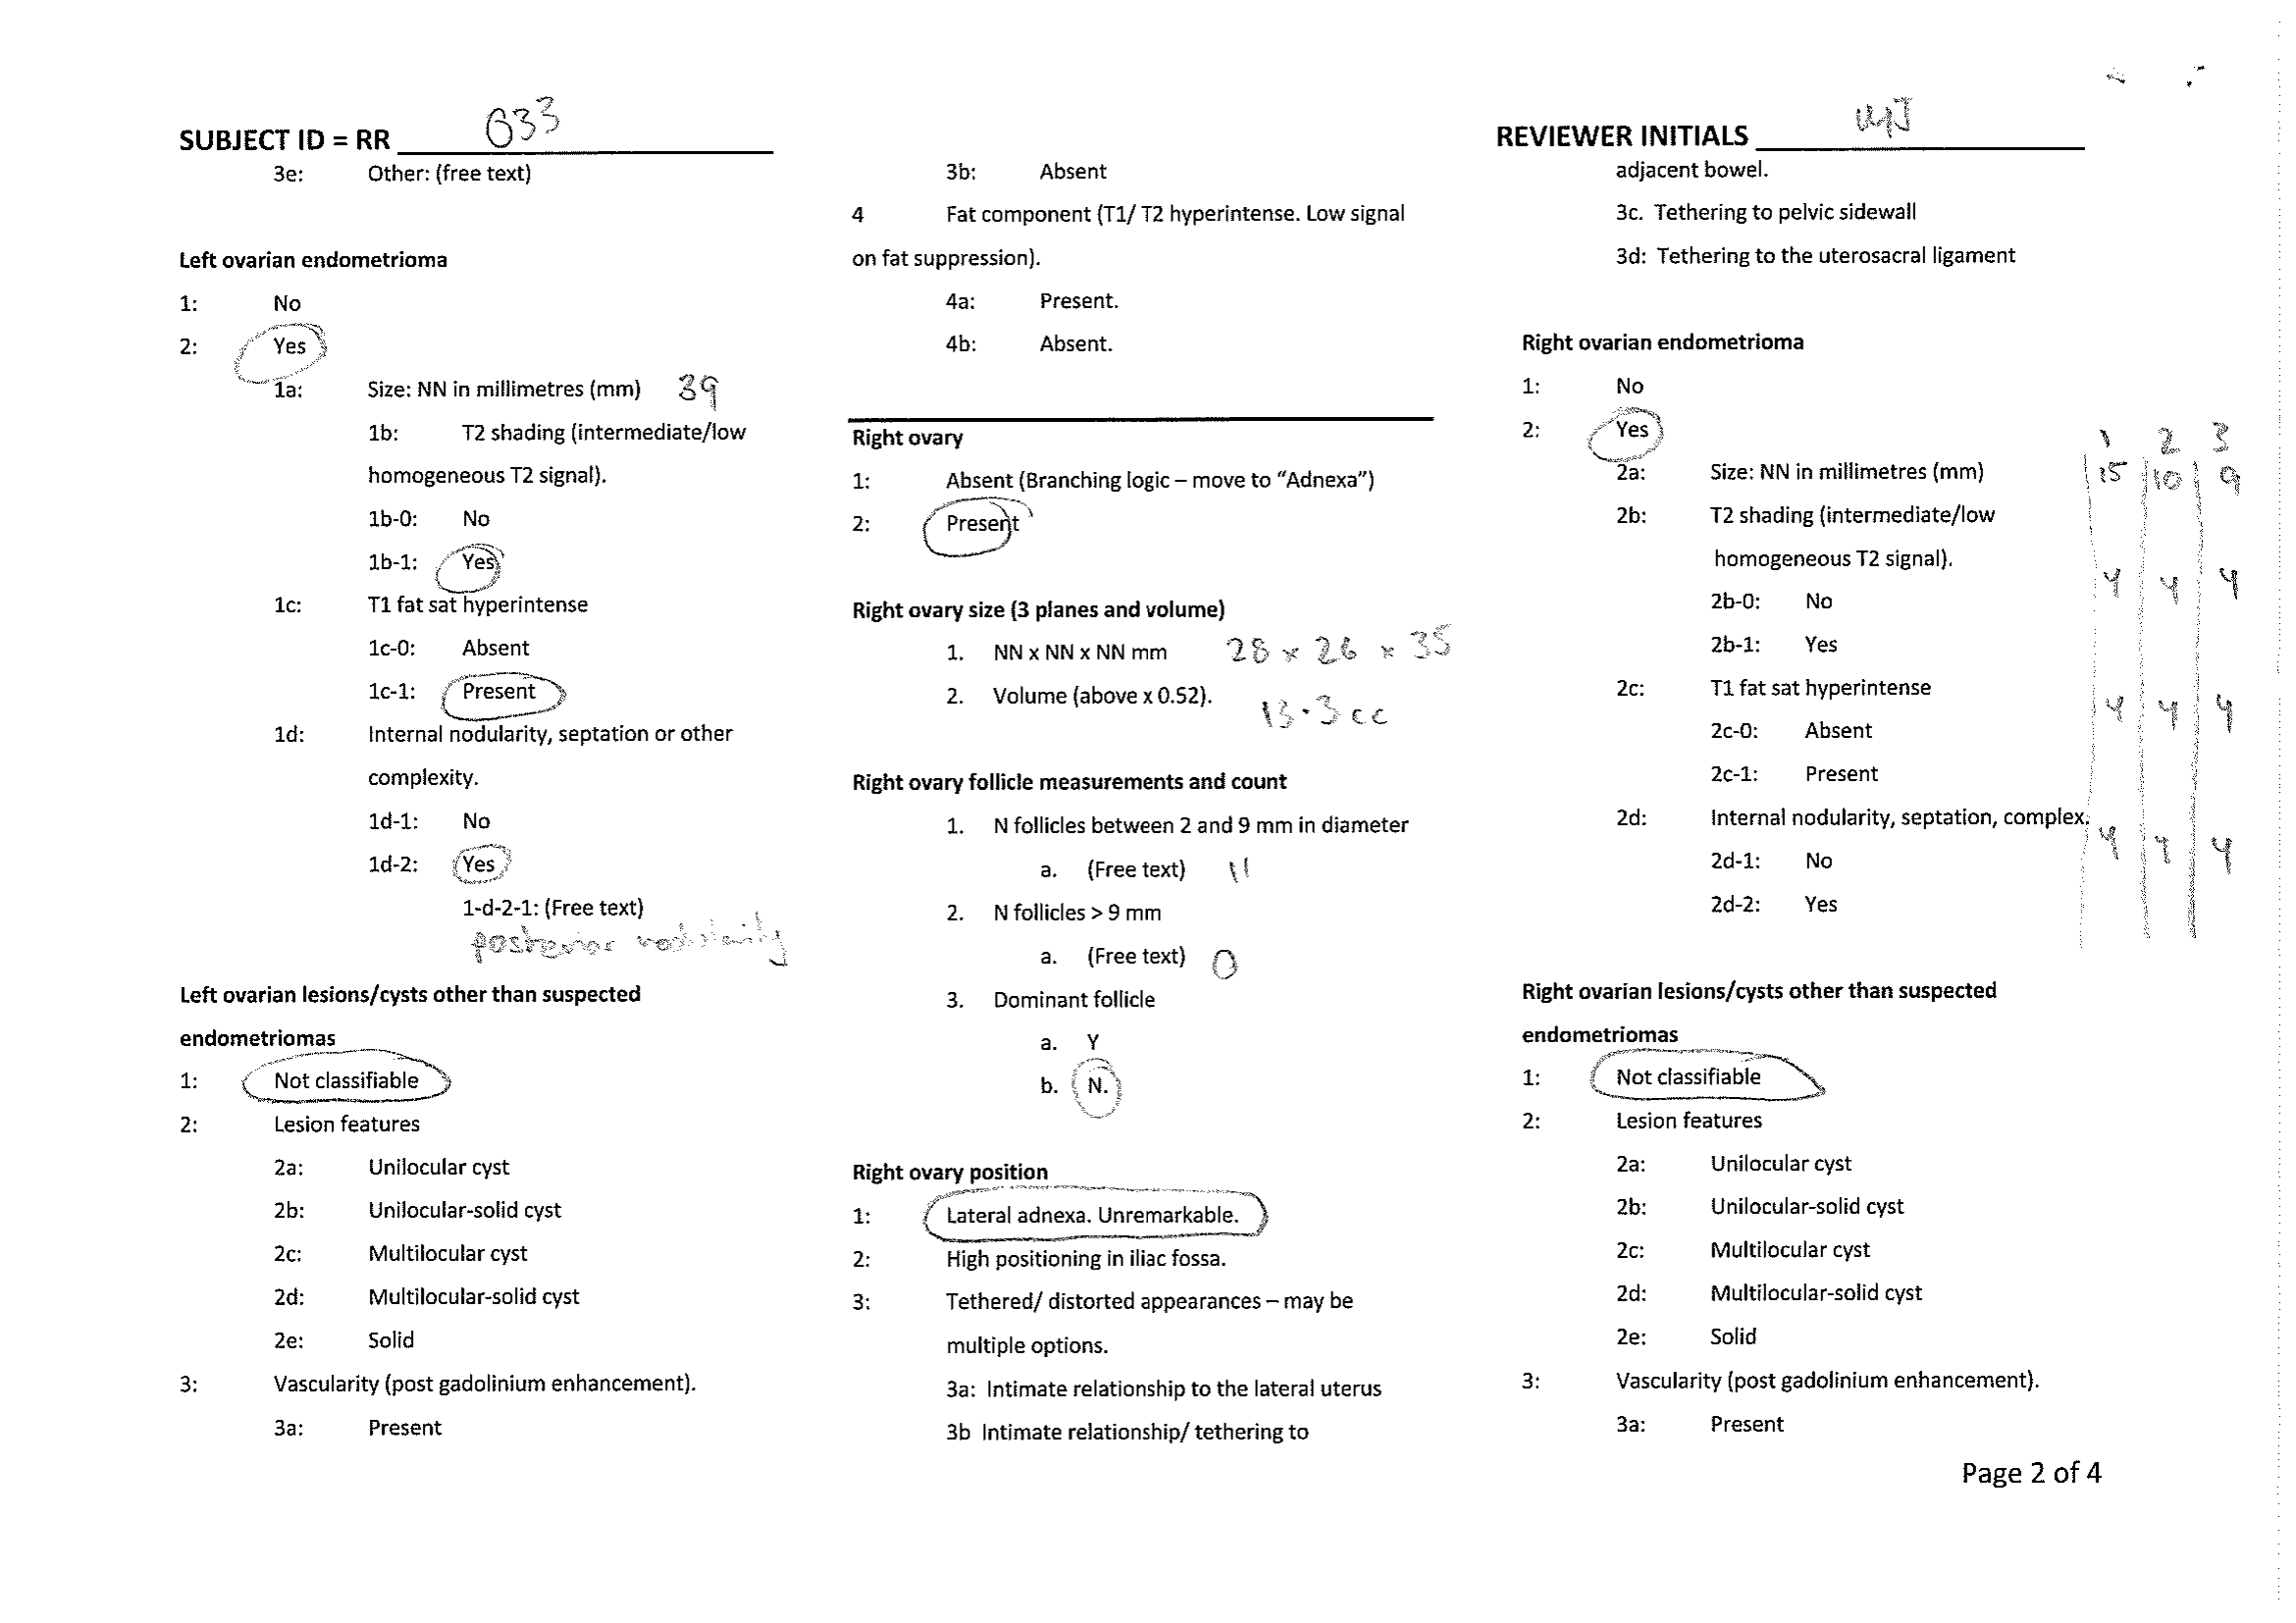 SUBJECT ID = RR 033
3e: Other: (free text)
Left ovarian endometrioma
1: No
2: Yes
1a: Size: NN in millimetres (mm) 39
1b: T2 shading (intermediate/low
homogeneous T2 signal).
1b-0: No
1b-1: Yes
1c: T1 fat sat hyperintense
1c-0: Absent
1c-1: Present
1d: Internal nodularity, septation or other
complexity.
1d-1: No
1d-2: Yes
1-d-2-1: (Free text)
posterior nodularity
Left ovarian lesions/cysts other than suspected
endometriomas
1: Not classifiable
2: Lesion features
2a: Unilocular cyst
2b: Unilocular-solid cyst
2c: Multilocular cyst
2d: Multilocular-solid cyst
2e: Solid
3: Vascularity (post gadolinium enhancement).
3a: Present
3b: Absent
4 Fat component (T1/ T2 hyperintense. Low signal
on fat suppression).
4a: Present.
4b: Absent.
Right ovary
1: Absent (Branching logic – move to “Adnexa”)
2: Present
Right ovary size (3 planes and volume)
1. NN x NN x NN mm 28 x 26 x 35
2. Volume (above x 0.52). 13.3 cc
Right ovary follicle measurements and count
1. N follicles between 2 and 9 mm in diameter
a. (Free text) 11
2. N follicles > 9 mm
a. (Free text) 0
3. Dominant follicle
a. Y
b. N.
Right ovary position
1: Lateral adnexa. Unremarkable.
2: High positioning in iliac fossa.
3: Tethered/ distorted appearances – may be
multiple options.
3a: Intimate relationship to the lateral uterus
3b Intimate relationship/ tethering to
REVIEWER INITIALS
adjacent bowel.
3c. Tethering to pelvic sidewall
3d: Tethering to the uterosacral ligament
Right ovarian endometrioma
1: No
2: Yes
1 2 3
2a: Size: NN in millimetres (mm) 15 10 9
2b: T2 shading (intermediate/low
homogeneous T2 signal).
Y Y Y
2b-0: No
2b-1: Yes
2c: T1 fat sat hyperintense
Y Y Y
2c-0: Absent
2c-1: Present
2d: Internal nodularity, septation, complex.
Y Y Y
2d-1: No
2d-2: Yes
Right ovarian lesions/cysts other than suspected
endometriomas
1: Not classifiable
2: Lesion features
2a: Unilocular cyst
2b: Unilocular-solid cyst
2c: Multilocular cyst
2d: Multilocular-solid cyst
2e: Solid
3: Vascularity (post gadolinium enhancement).
3a: Present
Page 2 of 4